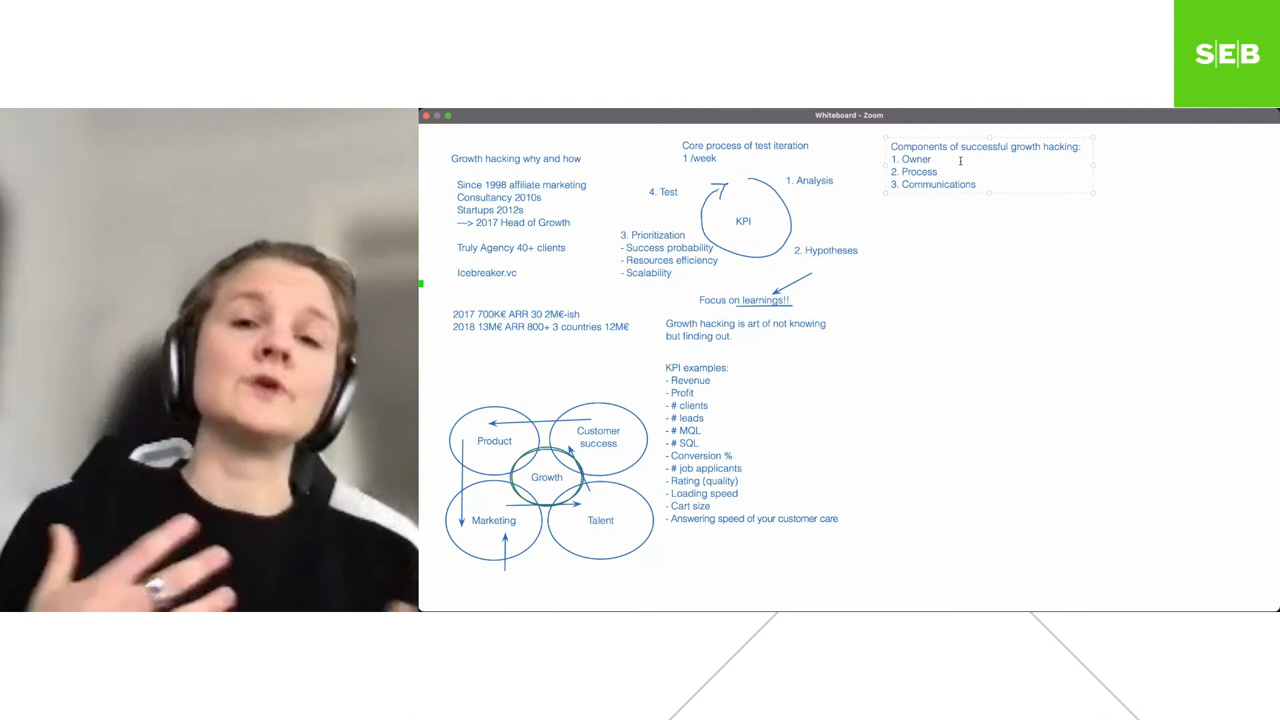 S|E|B
Whiteboard - Zoom
Growth hacking why and how
Since 1998 affiliate marketing
Consultancy 2010s
Startups 2012s
—> 2017 Head of Growth
Truly Agency 40+ clients
Icebreaker.vc
2017 700K€ ARR 30 2M€-ish
2018 13M€ ARR 800+ 3 countries 12M€
Product
Customer
success
Growth
Marketing
Talent
Core process of test iteration
1 /week
1. Analysis
4. Test
KPI
3. Prioritization
- Success probability
- Resources efficiency
- Scalability
2. Hypotheses
Focus on learnings!!
Growth hacking is art of not knowing
but finding out.
KPI examples:
- Revenue
- Profit
- # clients
- # leads
- # MQL
- # SQL
- Conversion %
- # job applicants
- Rating (quality)
- Loading speed
- Cart size
- Answering speed of your customer care
Components of successful growth hacking:
1. Owner
2. Process
3. Communications